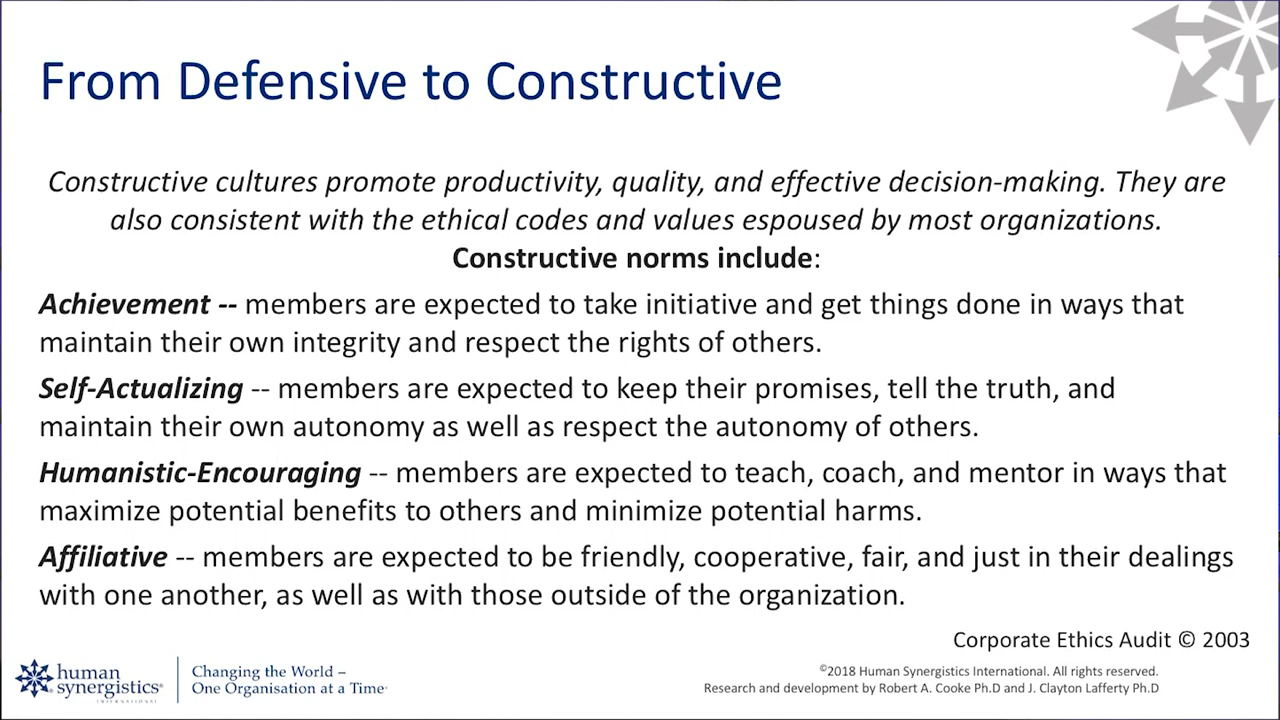 From Defensive to Constructive
Constructive cultures promote productivity, quality, and effective decision-making. They are
also consistent with the ethical codes and values espoused by most organizations.
Constructive norms include:
Achievement -- members are expected to take initiative and get things done in ways that
maintain their own integrity and respect the rights of others.
Self-Actualizing -- members are expected to keep their promises, tell the truth, and
maintain their own autonomy as well as respect the autonomy of others.
Humanistic-Encouraging -- members are expected to teach, coach, and mentor in ways that
maximize potential benefits to others and minimize potential harms.
Affiliative -- members are expected to be friendly, cooperative, fair, and just in their dealings
with one another, as well as with those outside of the organization.
Corporate Ethics Audit © 2003
human
synergistics®
INTERNATIONAL
Changing the World –
One Organisation at a Time
©2018 Human Synergistics International. All rights reserved.
Research and development by Robert A. Cooke Ph.D and J. Clayton Lafferty Ph.D